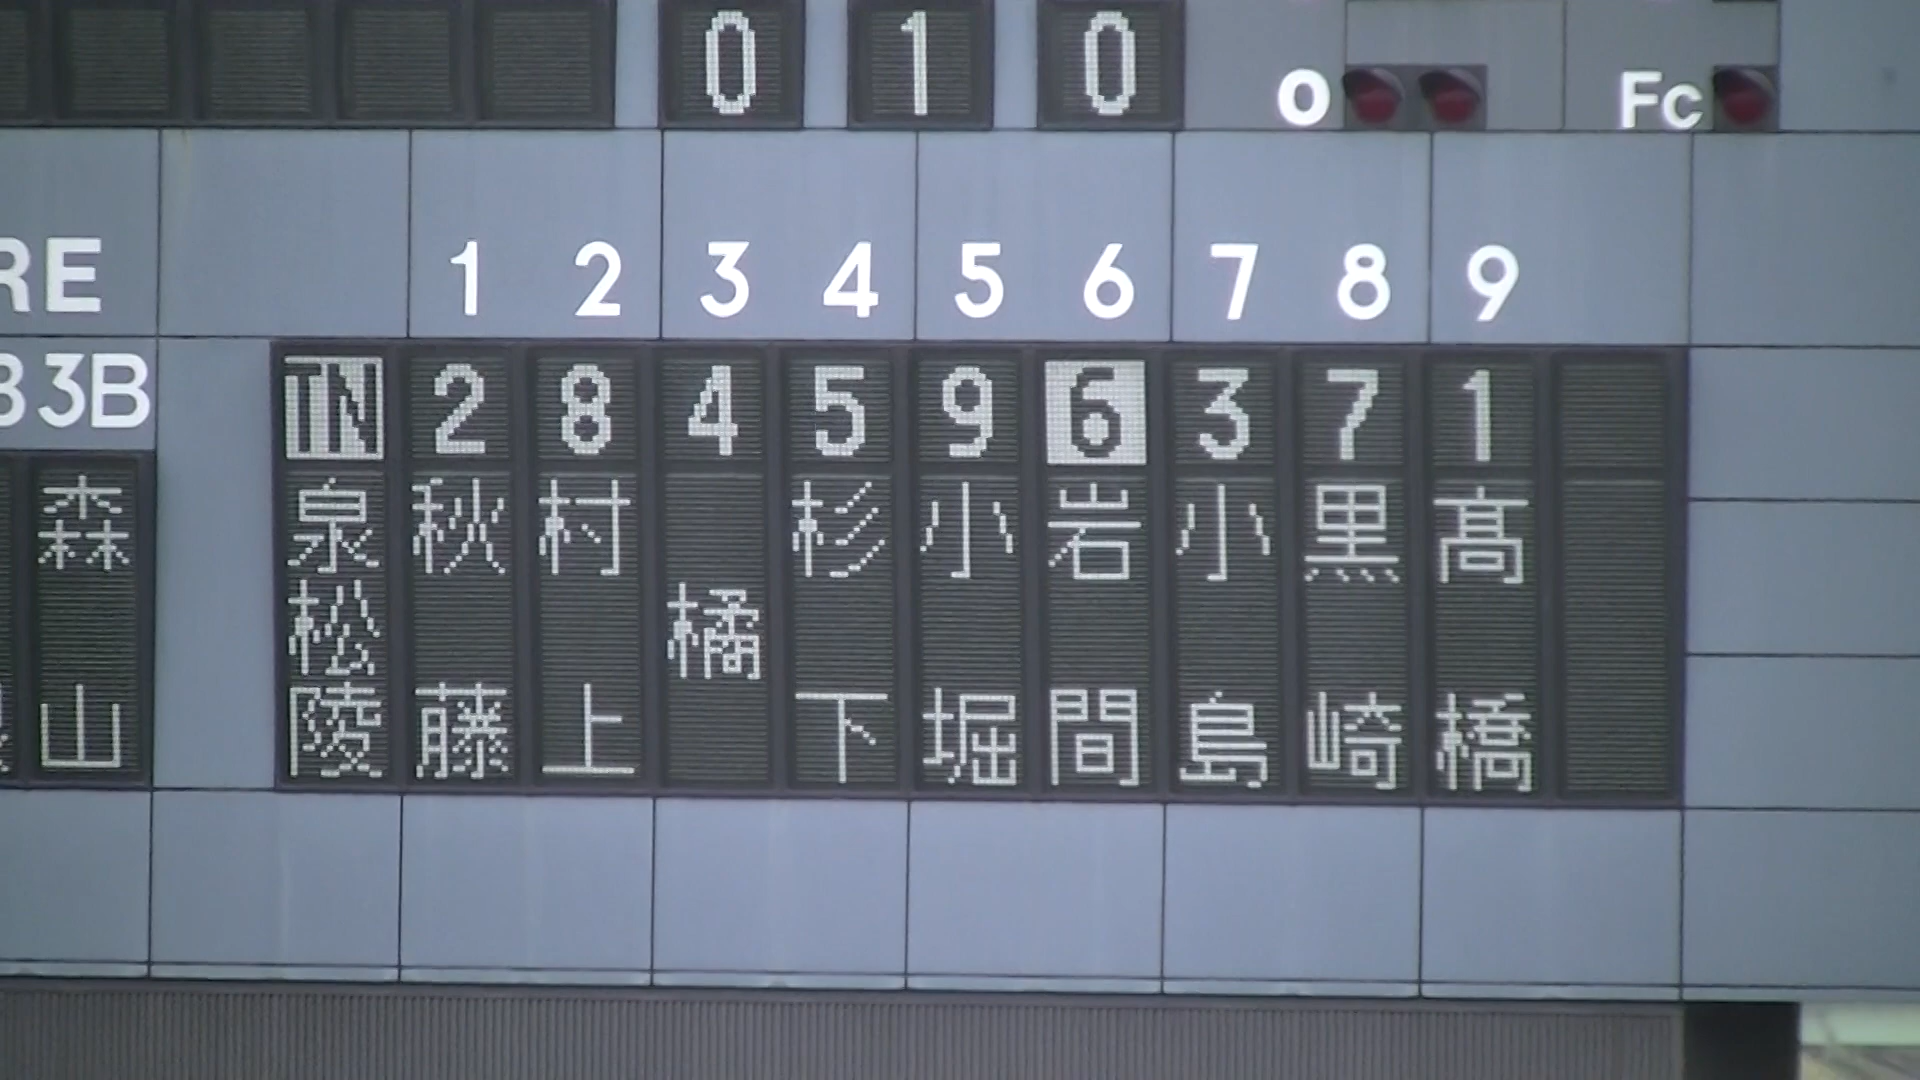 0 1 0
O Fc
RE 1 2 3 4 5 6 7 8 9
3B
TN 2 8 4 5 9 6 3 7 1
森山
泉松陵
秋藤
村上
橘
杉下
小堀
岩間
小島
黒崎
高橋